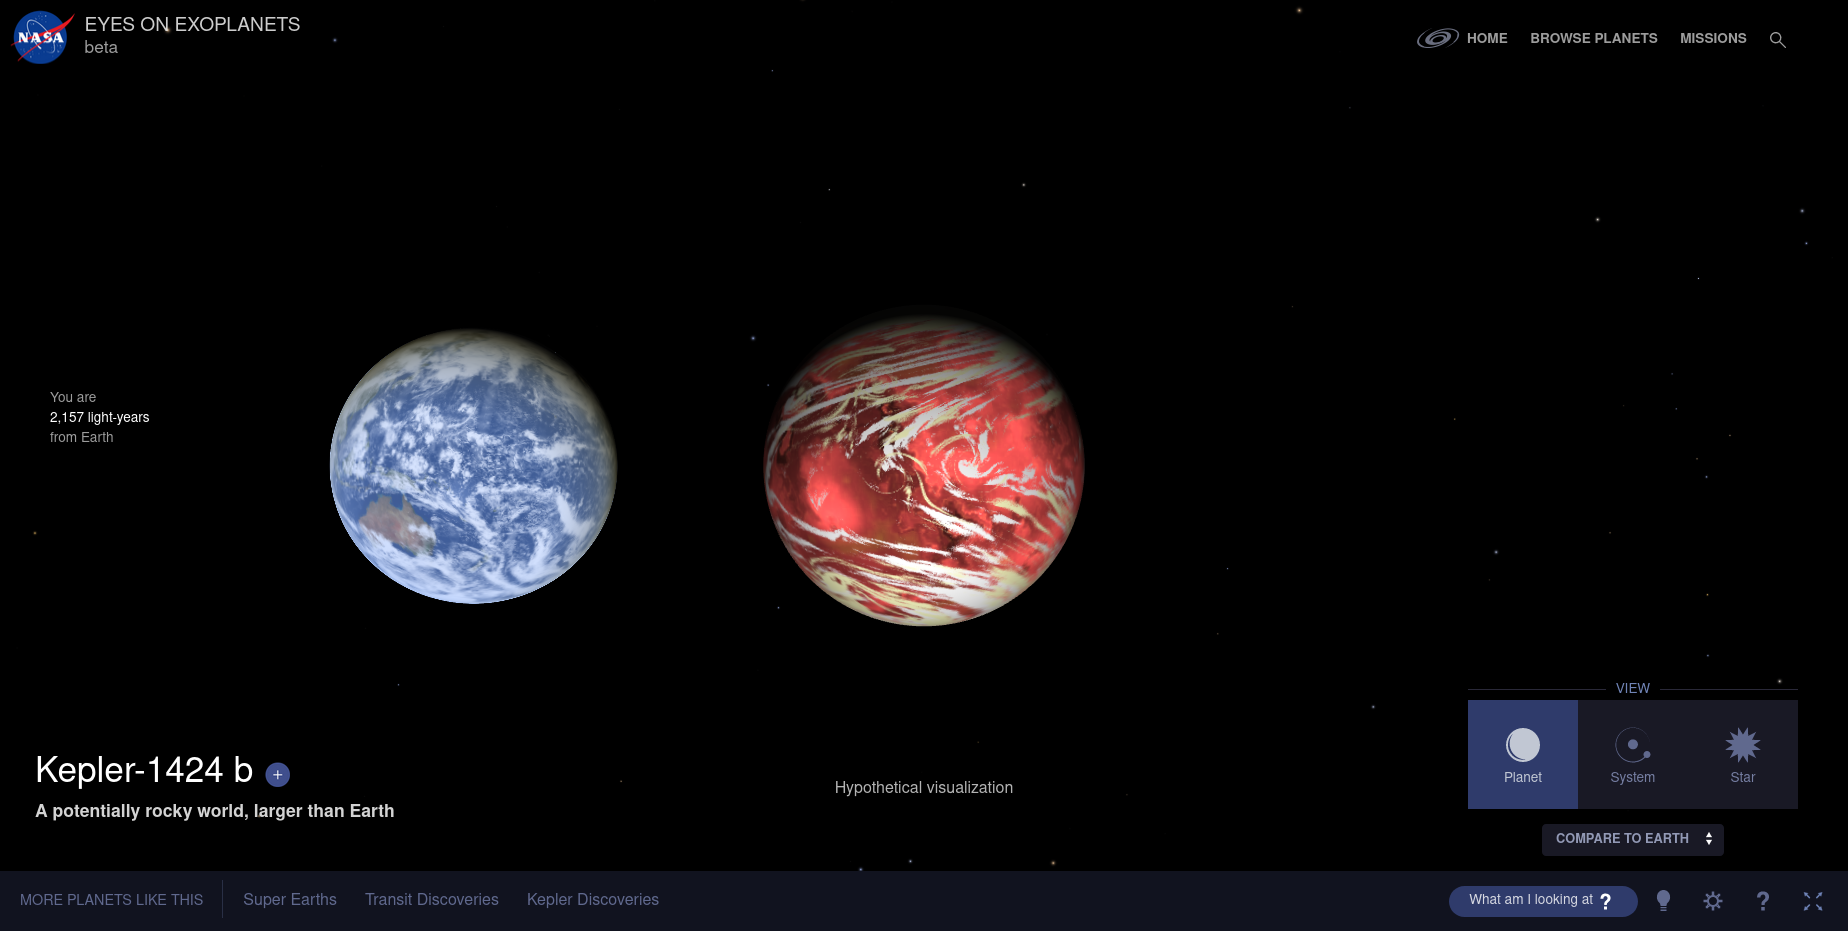 NASA
EYES ON EXOPLANETS
beta
HOME
BROWSE PLANETS
MISSIONS
You are
2,157 light-years
from Earth
Kepler-1424 b +
A potentially rocky world, larger than Earth
Hypothetical visualization
VIEW
Planet
System
Star
COMPARE TO EARTH
MORE PLANETS LIKE THIS
Super Earths
Transit Discoveries
Kepler Discoveries
What am I looking at ?
?